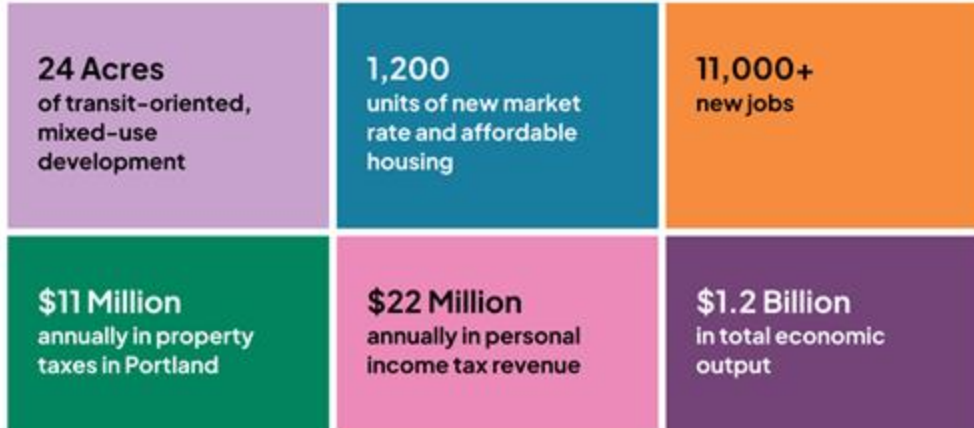 24 Acres
of transit-oriented,
mixed-use
development
1,200
units of new market
rate and affordable
housing
11,000+
new jobs
$11 Million
annually in property
taxes in Portland
$22 Million
annually in personal
income tax revenue
$1.2 Billion
in total economic
output